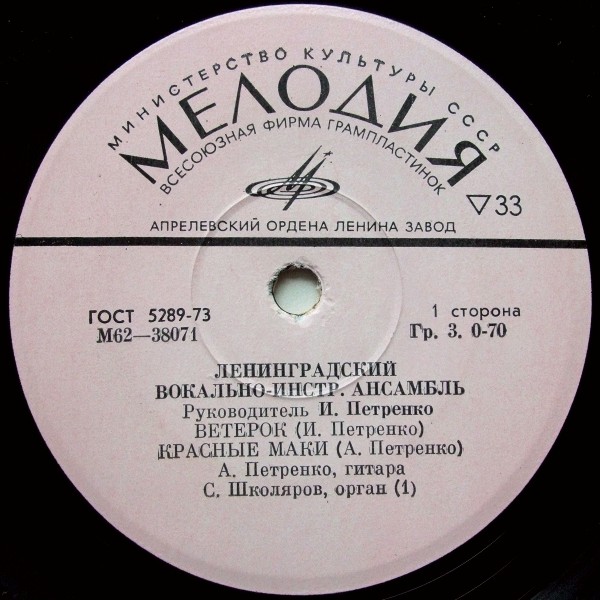 МИНИСТЕРСТВО КУЛЬТУРЫ СССР
МЕЛОДИЯ
ВСЕСОЮЗНАЯ ФИРМА ГРАМПЛАСТИНОК
33
АПРЕЛЕВСКИЙ ОРДЕНА ЛЕНИНА ЗАВОД
ГОСТ 5289-73
М62—38071
1 сторона
Гр. 3. 0-70
ЛЕНИНГРАДСКИЙ
ВОКАЛЬНО-ИНСТР. АНСАМБЛЬ
Руководитель И. Петренко
ВЕТЕРОК (И. Петренко)
КРАСНЫЕ МАКИ (А. Петренко)
А. Петренко, гитара
С. Школяров, орган (1)